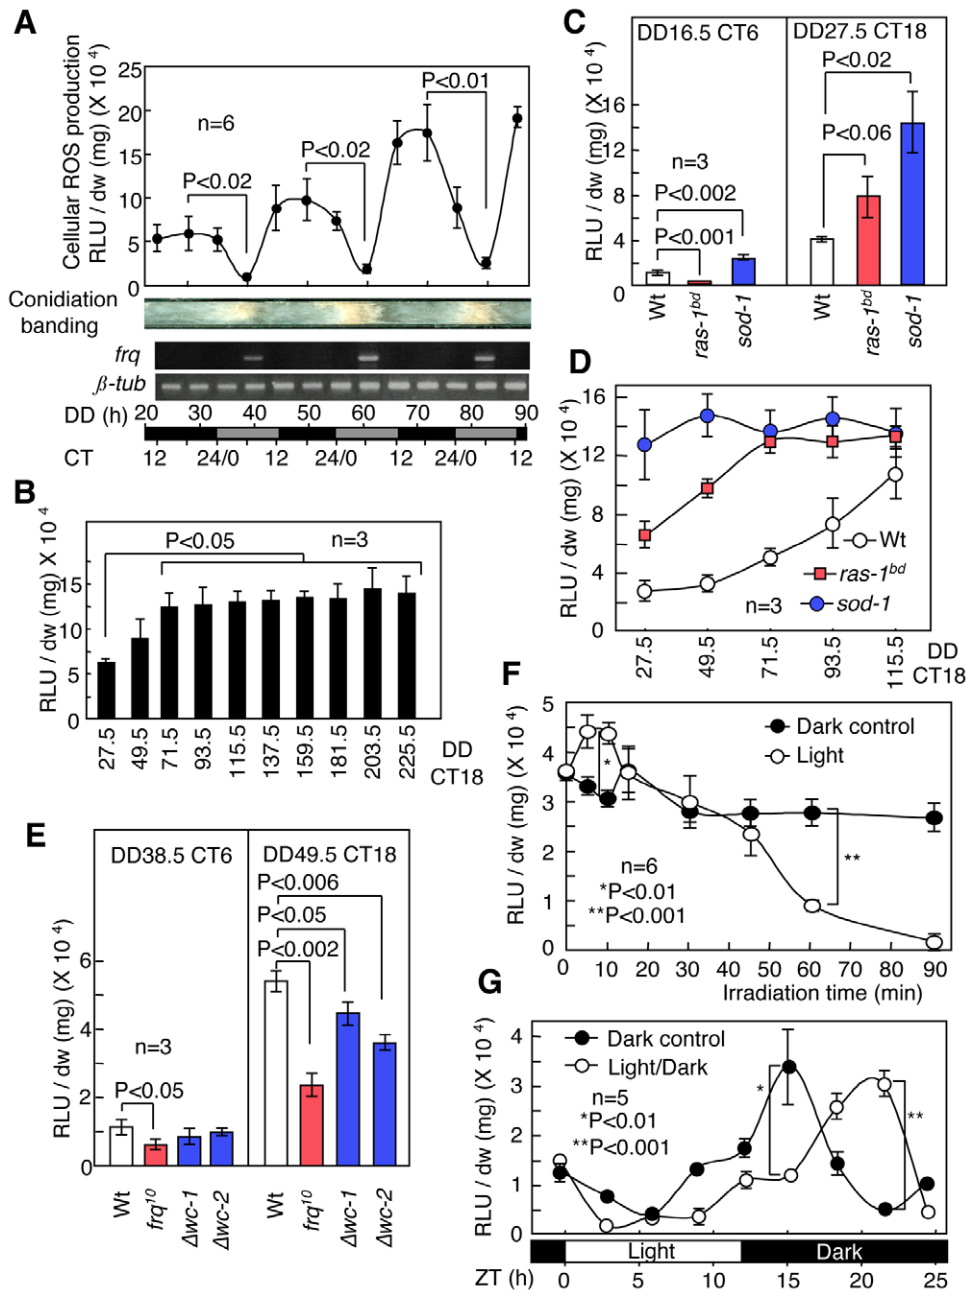 A
Cellular ROS production
RLU / dw (mg) (X 10 4)
25
20
15
10
5
0
n=6
P<0.02
P<0.02
P<0.01
Conidiation
banding
frq
β-tub
DD (h) 20 30 40 50 60 70 80 90
CT 12 24/0 12 24/0 12 24/0 12
B
RLU / dw (mg) X 10 4
15
10
5
0
P<0.05
n=3
27.5 49.5 71.5 93.5 115.5 137.5 159.5 181.5 203.5 225.5
DD
CT18
C
RLU / dw (mg) (X 10 4)
16
12
8
4
0
DD16.5 CT6
n=3
P<0.002
P<0.001
Wt ras-1bd sod-1
DD27.5 CT18
P<0.02
P<0.06
Wt ras-1bd sod-1
D
RLU / dw (mg) (X 10 4)
16
12
8
4
0
Wt
ras-1bd
sod-1
n=3
27.5 49.5 71.5 93.5 115.5
DD
CT18
E
RLU / dw (mg) (X 10 4)
6
4
2
0
DD38.5 CT6
n=3
P<0.05
Wt frq10 Δwc-1 Δwc-2
DD49.5 CT18
P<0.006
P<0.05
P<0.002
Wt frq10 Δwc-1 Δwc-2
F
RLU / dw (mg) (X 10 4)
5
3
2
1
0
Dark control
Light
*
**
n=6
*P<0.01
**P<0.001
0 10 20 30 40 50 60 70 80 90
Irradiation time (min)
G
RLU / dw (mg) (X 10 4)
4
3
2
1
0
Dark control
Light/Dark
n=5
*P<0.01
**P<0.001
*
**
Light Dark
ZT (h) 0 5 10 15 20 25